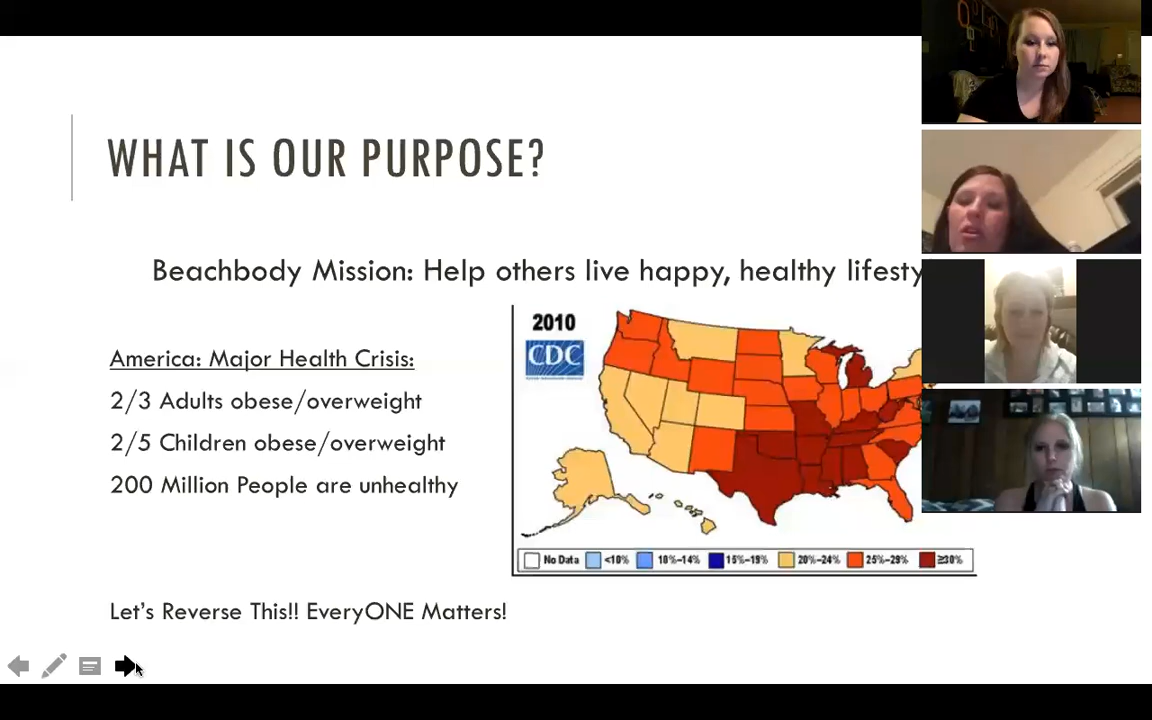 WHAT IS OUR PURPOSE?
Beachbody Mission: Help others live happy, healthy lifesty
2010
CDC
America: Major Health Crisis:
2/3 Adults obese/overweight
2/5 Children obese/overweight
200 Million People are unhealthy
No Data <10% 10%–14% 15%–19% 20%–24% 25%–29% ≥30%
Let's Reverse This!! EveryONE Matters!